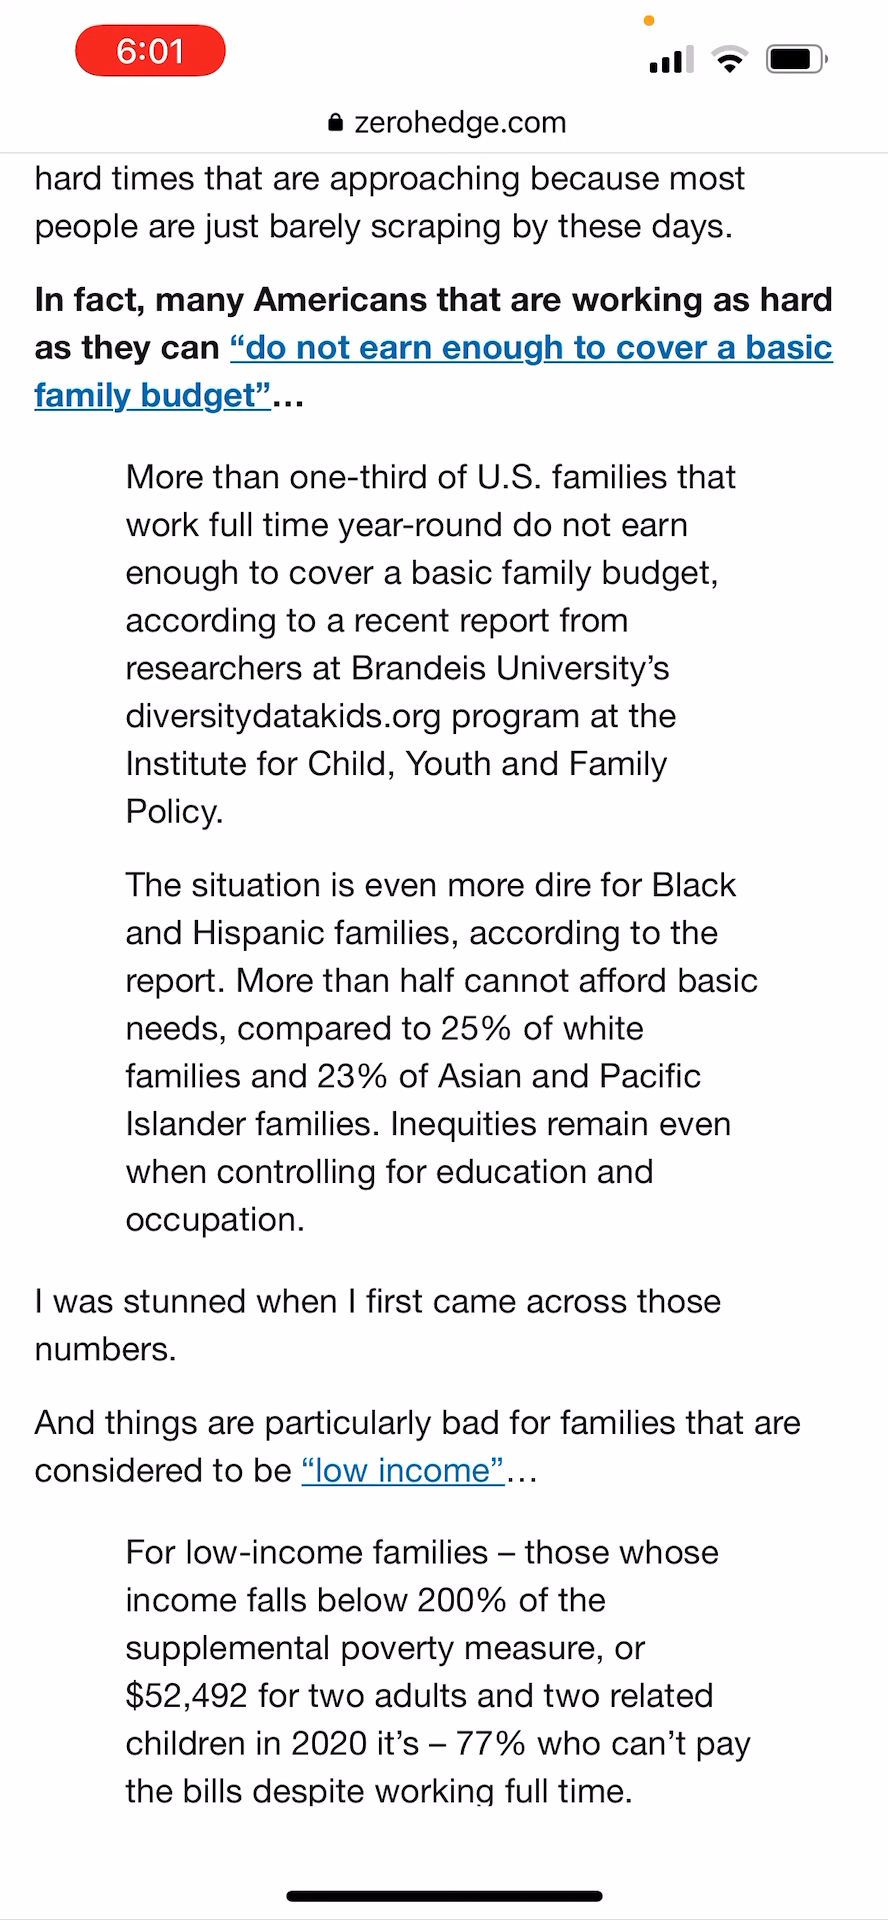 6:01
zerohedge.com
hard times that are approaching because most
people are just barely scraping by these days.
In fact, many Americans that are working as hard
as they can “do not earn enough to cover a basic
family budget”...
More than one-third of U.S. families that
work full time year-round do not earn
enough to cover a basic family budget,
according to a recent report from
researchers at Brandeis University’s
diversitydatakids.org program at the
Institute for Child, Youth and Family
Policy.
The situation is even more dire for Black
and Hispanic families, according to the
report. More than half cannot afford basic
needs, compared to 25% of white
families and 23% of Asian and Pacific
Islander families. Inequities remain even
when controlling for education and
occupation.
I was stunned when I first came across those
numbers.
And things are particularly bad for families that are
considered to be “low income”...
For low-income families – those whose
income falls below 200% of the
supplemental poverty measure, or
$52,492 for two adults and two related
children in 2020 it’s – 77% who can’t pay
the bills despite working full time.